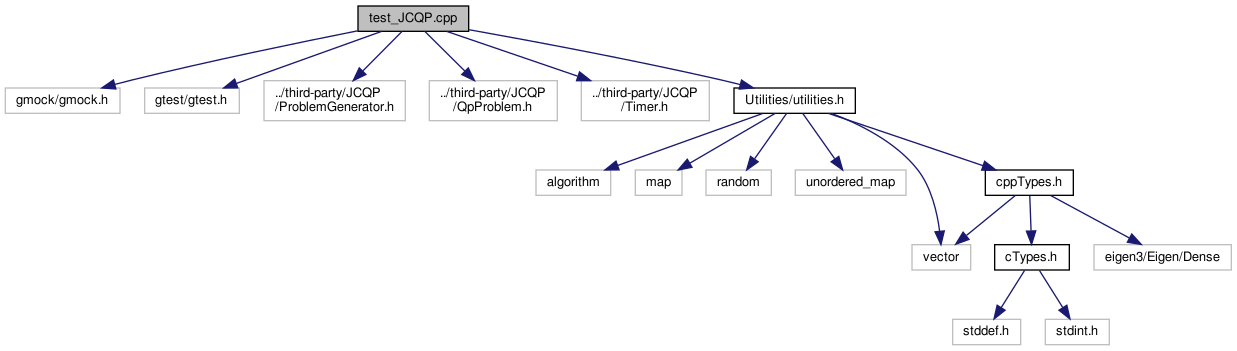 test_JCQP.cpp
gmock/gmock.h
gtest/gtest.h
../third-party/JCQP
/ProblemGenerator.h
../third-party/JCQP
/QpProblem.h
../third-party/JCQP
/Timer.h
Utilities/utilities.h
algorithm
map
random
unordered_map
cppTypes.h
vector
cTypes.h
eigen3/Eigen/Dense
stddef.h
stdint.h